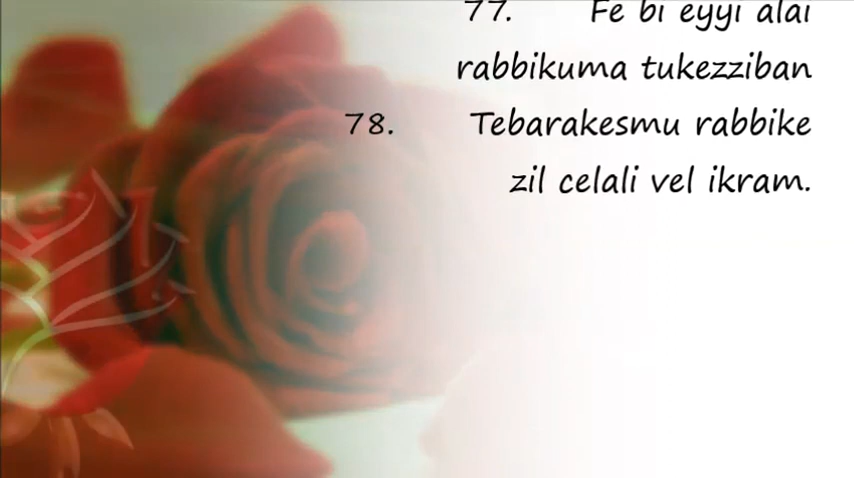 77. Fe bi eyyi alai
rabbikuma tukezziban
78. Tebarakesmu rabbike
zil celali vel ikram.